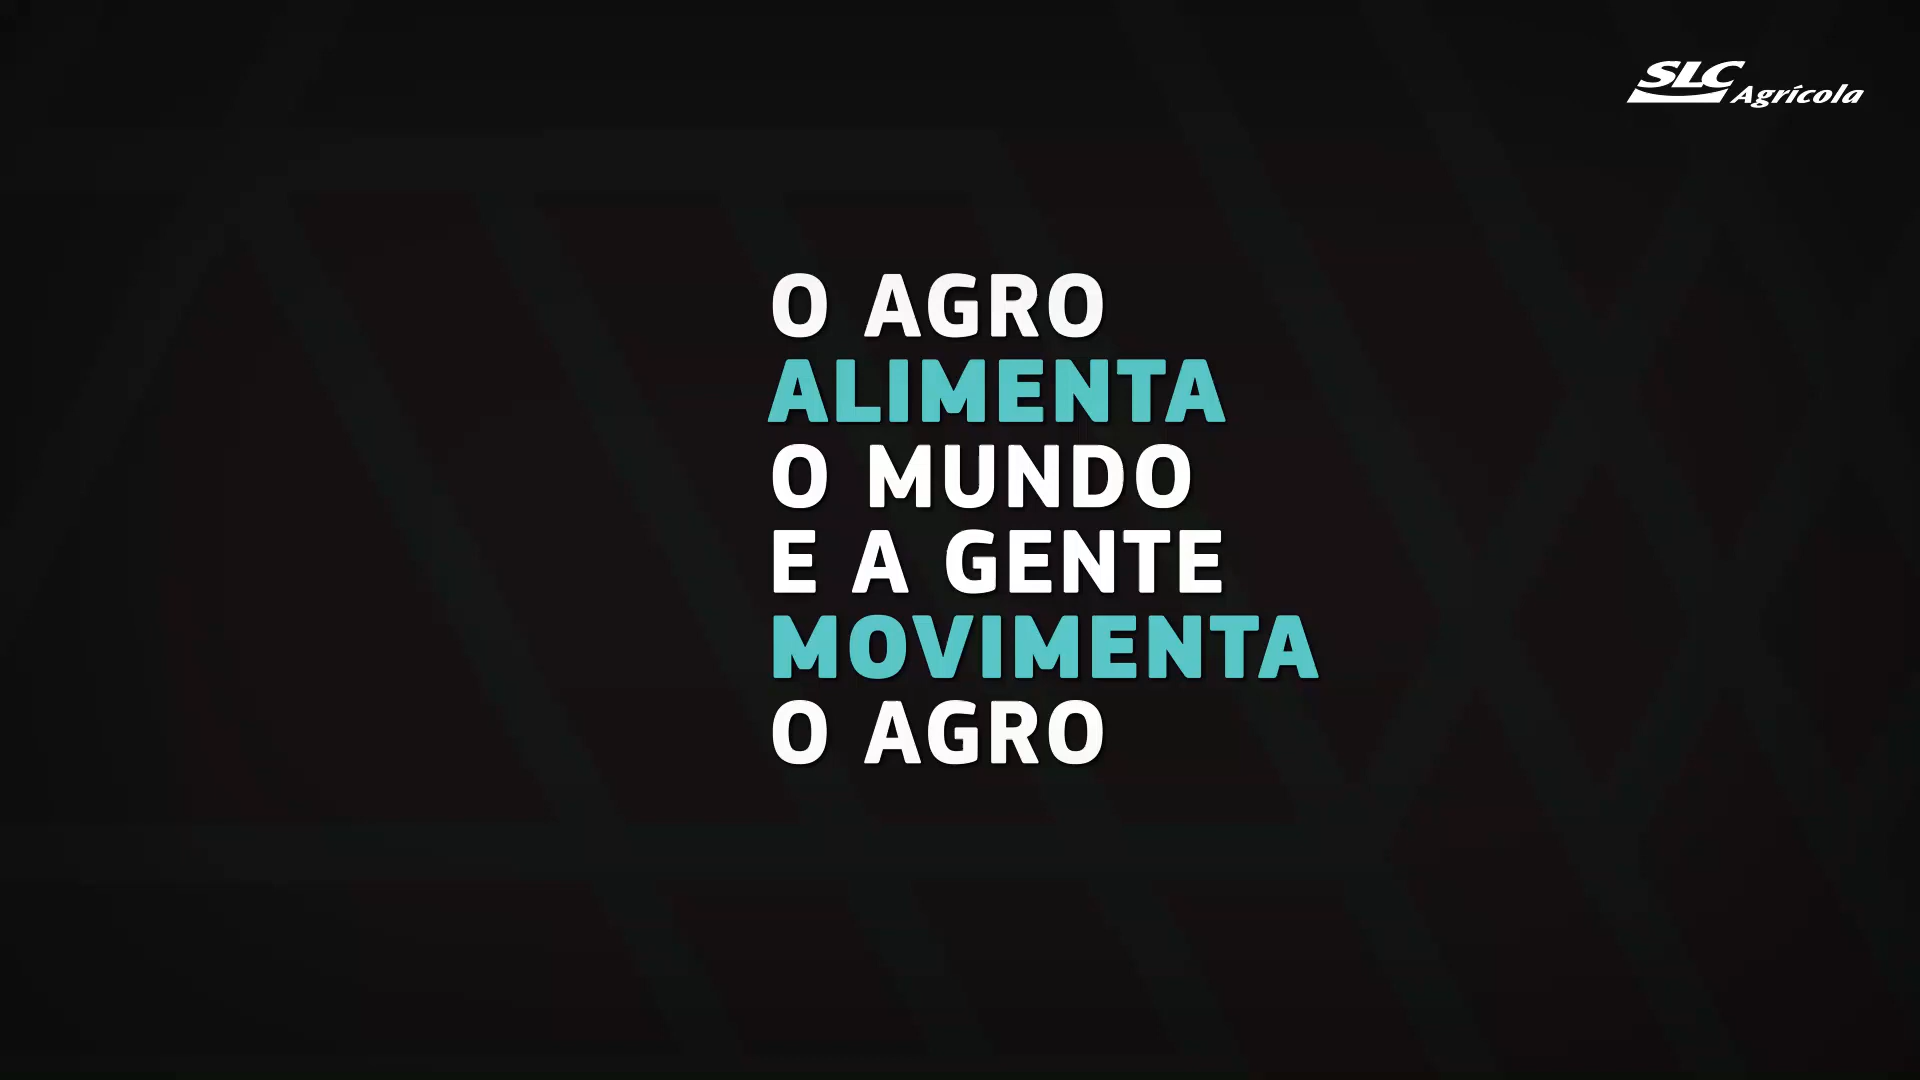 SLC Agrícola
O AGRO
ALIMENTA
O MUNDO
E A GENTE
MOVIMENTA
O AGRO